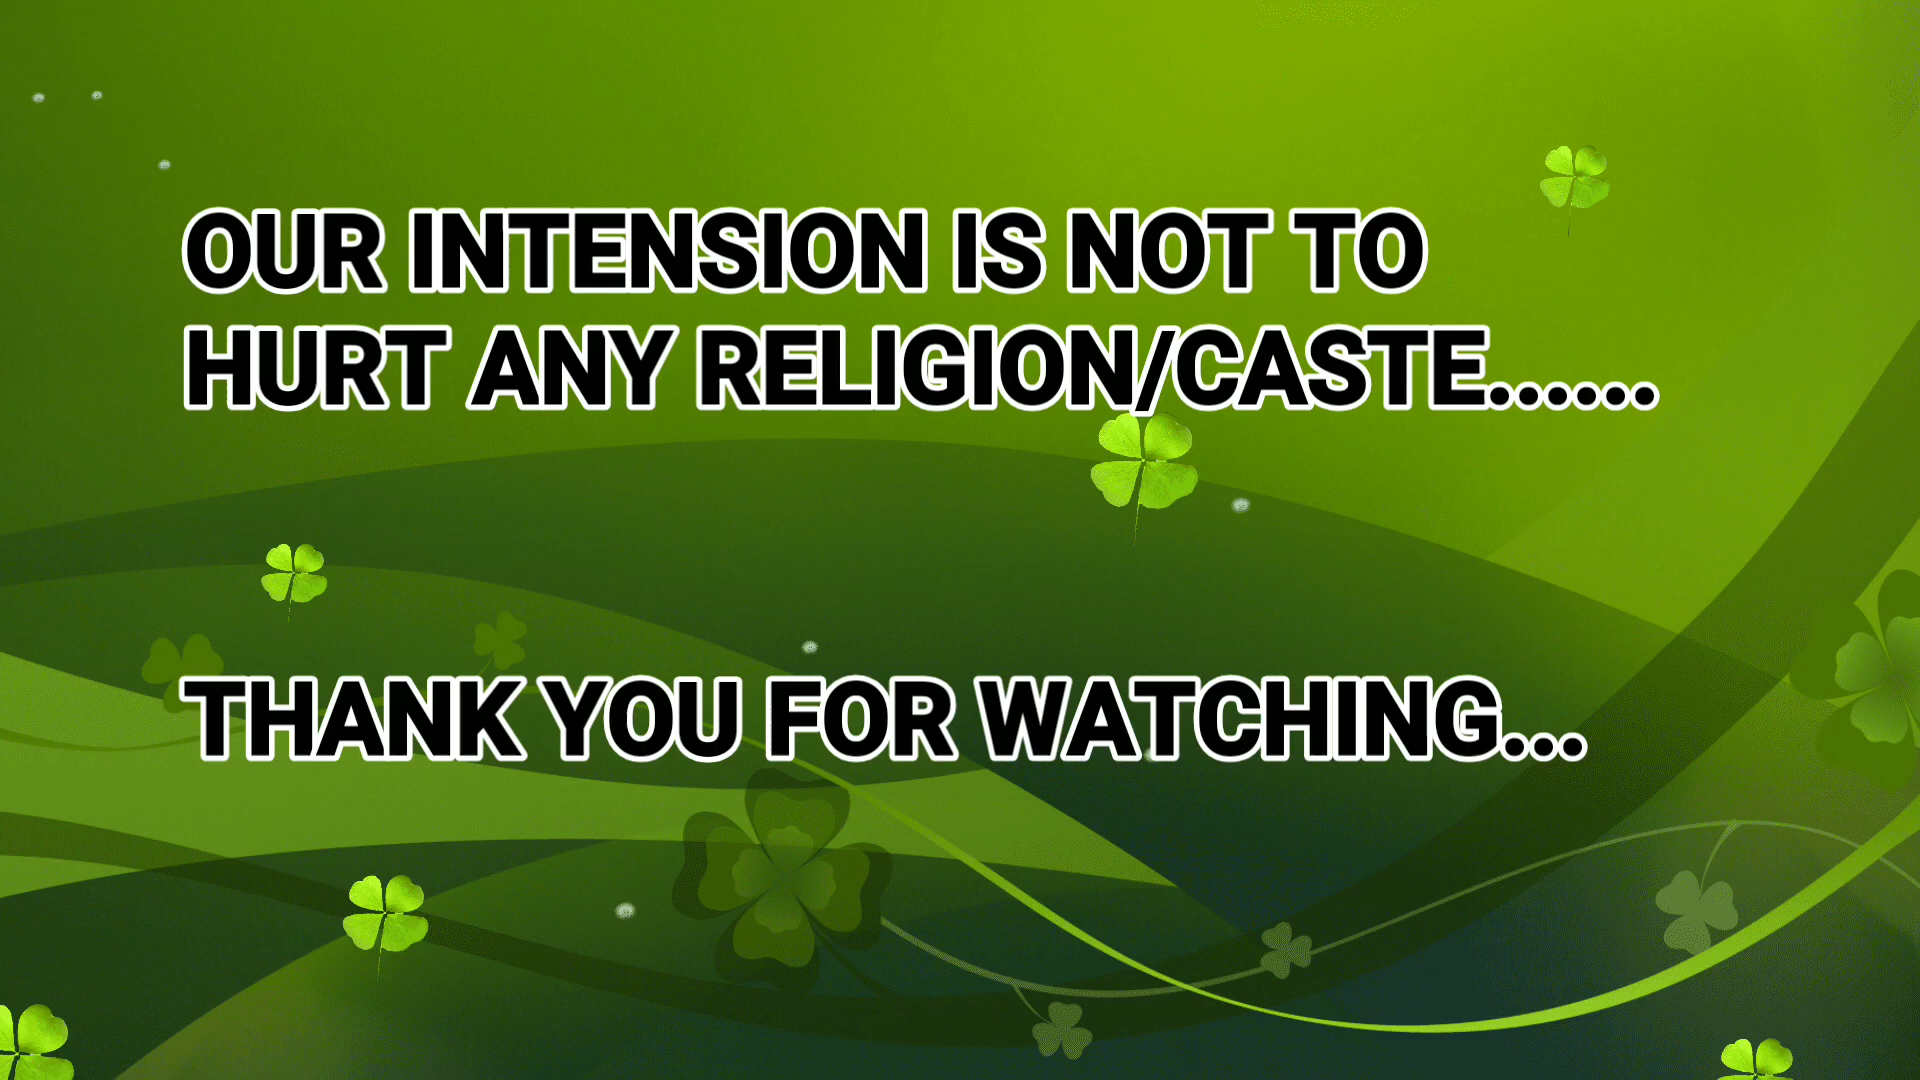 OUR INTENSION IS NOT TO
HURT ANY RELIGION/CASTE......
THANK YOU FOR WATCHING...